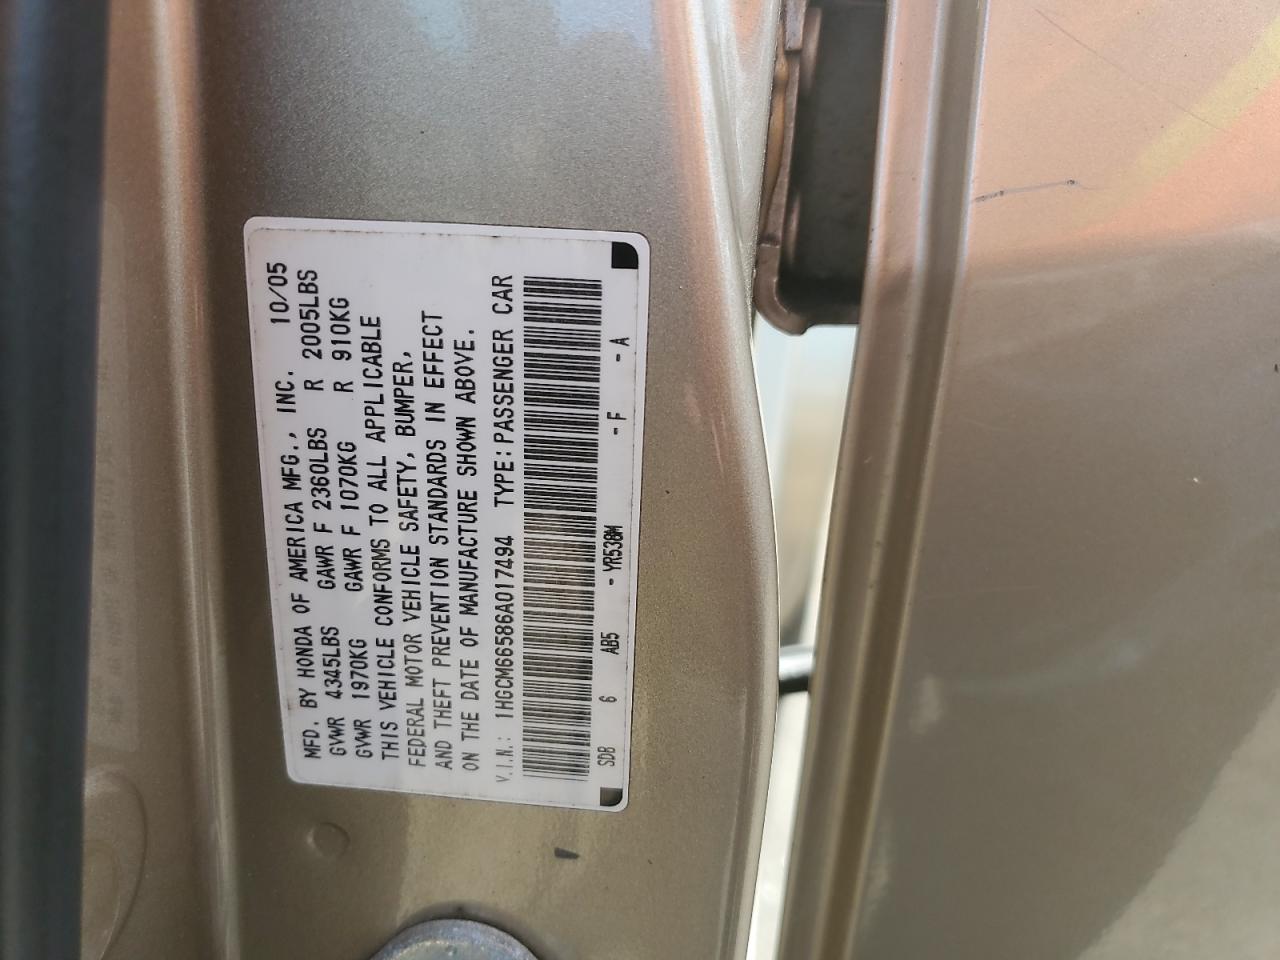 MFD. BY HONDA OF AMERICA MFG., INC. 10/05
GVWR 4345LBS GAWR F 2360LBS R 2005LBS
GVWR 1970KG GAWR F 1070KG R 910KG
THIS VEHICLE CONFORMS TO ALL APPLICABLE
FEDERAL MOTOR VEHICLE SAFETY, BUMPER,
AND THEFT PREVENTION STANDARDS IN EFFECT
ON THE DATE OF MANUFACTURE SHOWN ABOVE.
V.I.N.: 1HGCM66586A017494 TYPE:PASSENGER CAR
SDB 6 AB5 - YR538M - F - A